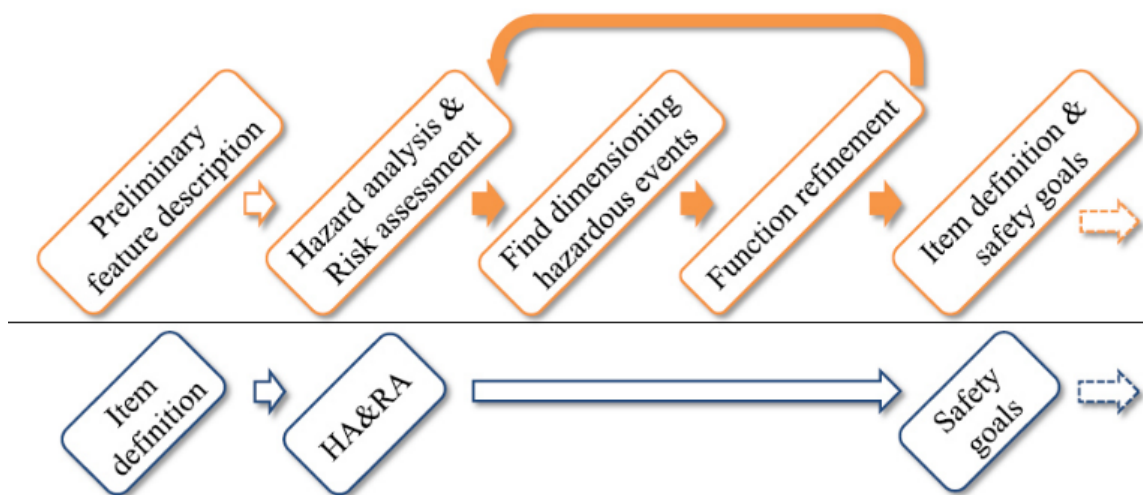 Preliminary
feature description
Hazard analysis &
Risk assessment
Find dimensioning
hazardous events
Function refinement
Item definition &
safety goals
Item
definition
HA&RA
Safety
goals